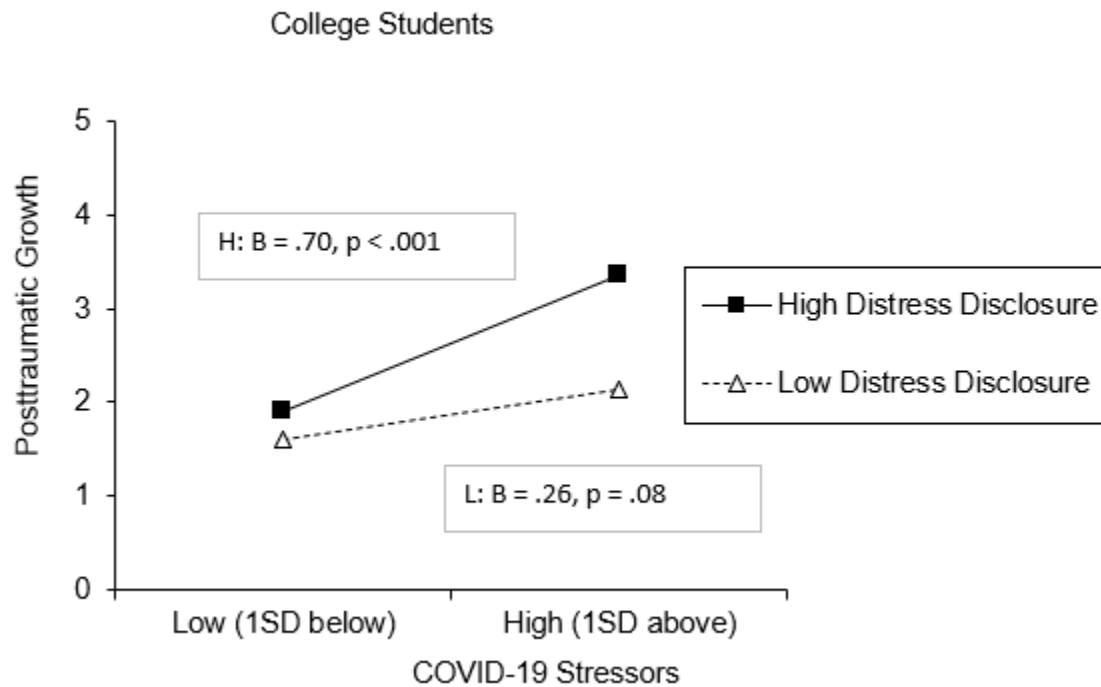 College Students
5
4
3
2
1
0
Posttraumatic Growth
H: B = .70, p < .001
L: B = .26, p = .08
High Distress Disclosure
Low Distress Disclosure
Low (1SD below)
High (1SD above)
COVID-19 Stressors